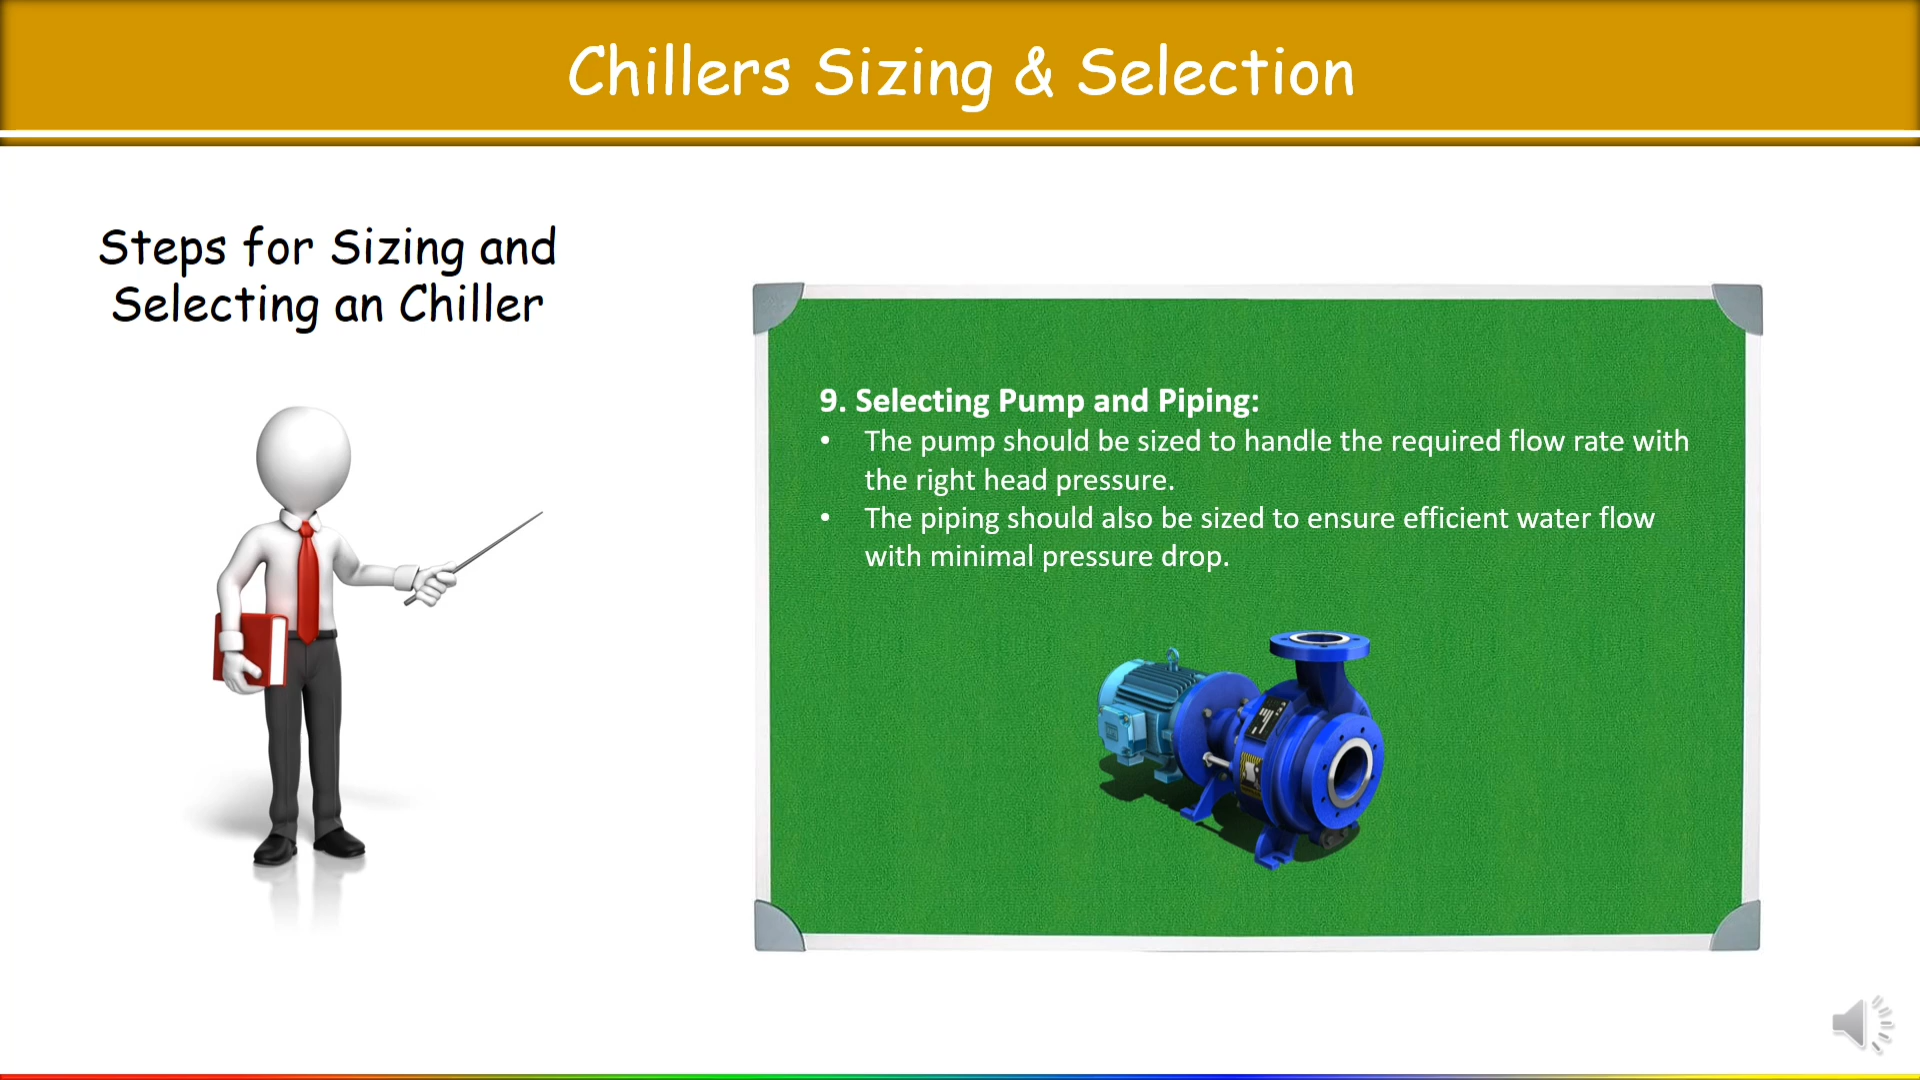 Chillers Sizing & Selection
Steps for Sizing and
Selecting an Chiller
9. Selecting Pump and Piping:
• The pump should be sized to handle the required flow rate with
the right head pressure.
• The piping should also be sized to ensure efficient water flow
with minimal pressure drop.